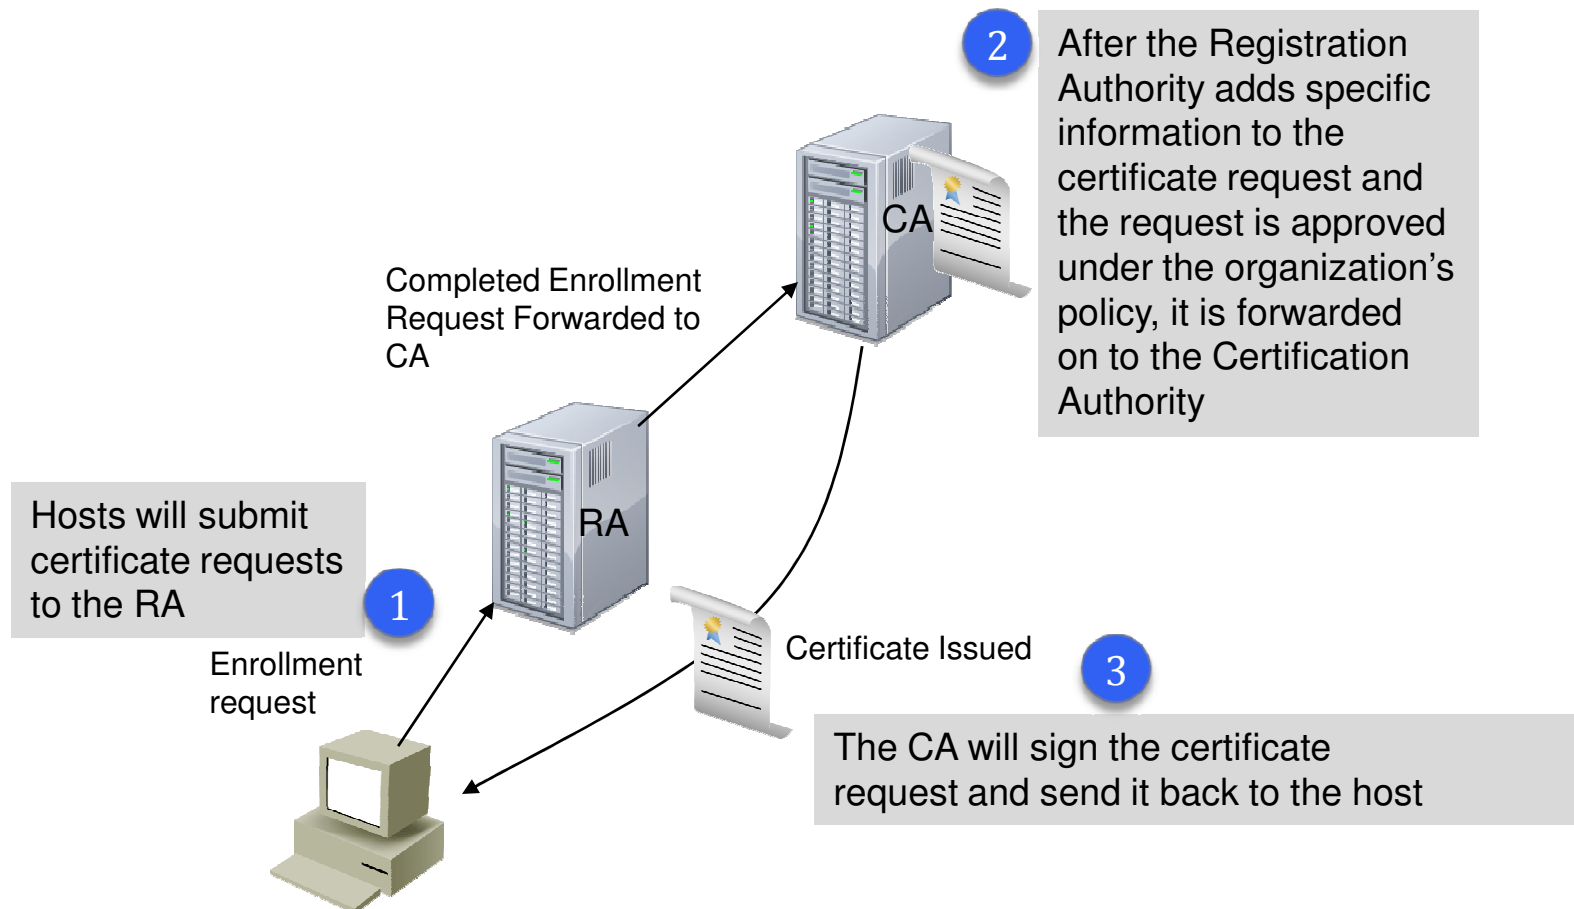 2
After the Registration
Authority adds specific
information to the
certificate request and
the request is approved
under the organization’s
policy, it is forwarded
on to the Certification
Authority
CA
Completed Enrollment
Request Forwarded to
CA
RA
Hosts will submit
certificate requests
to the RA
1
Enrollment
request
Certificate Issued
3
The CA will sign the certificate
request and send it back to the host